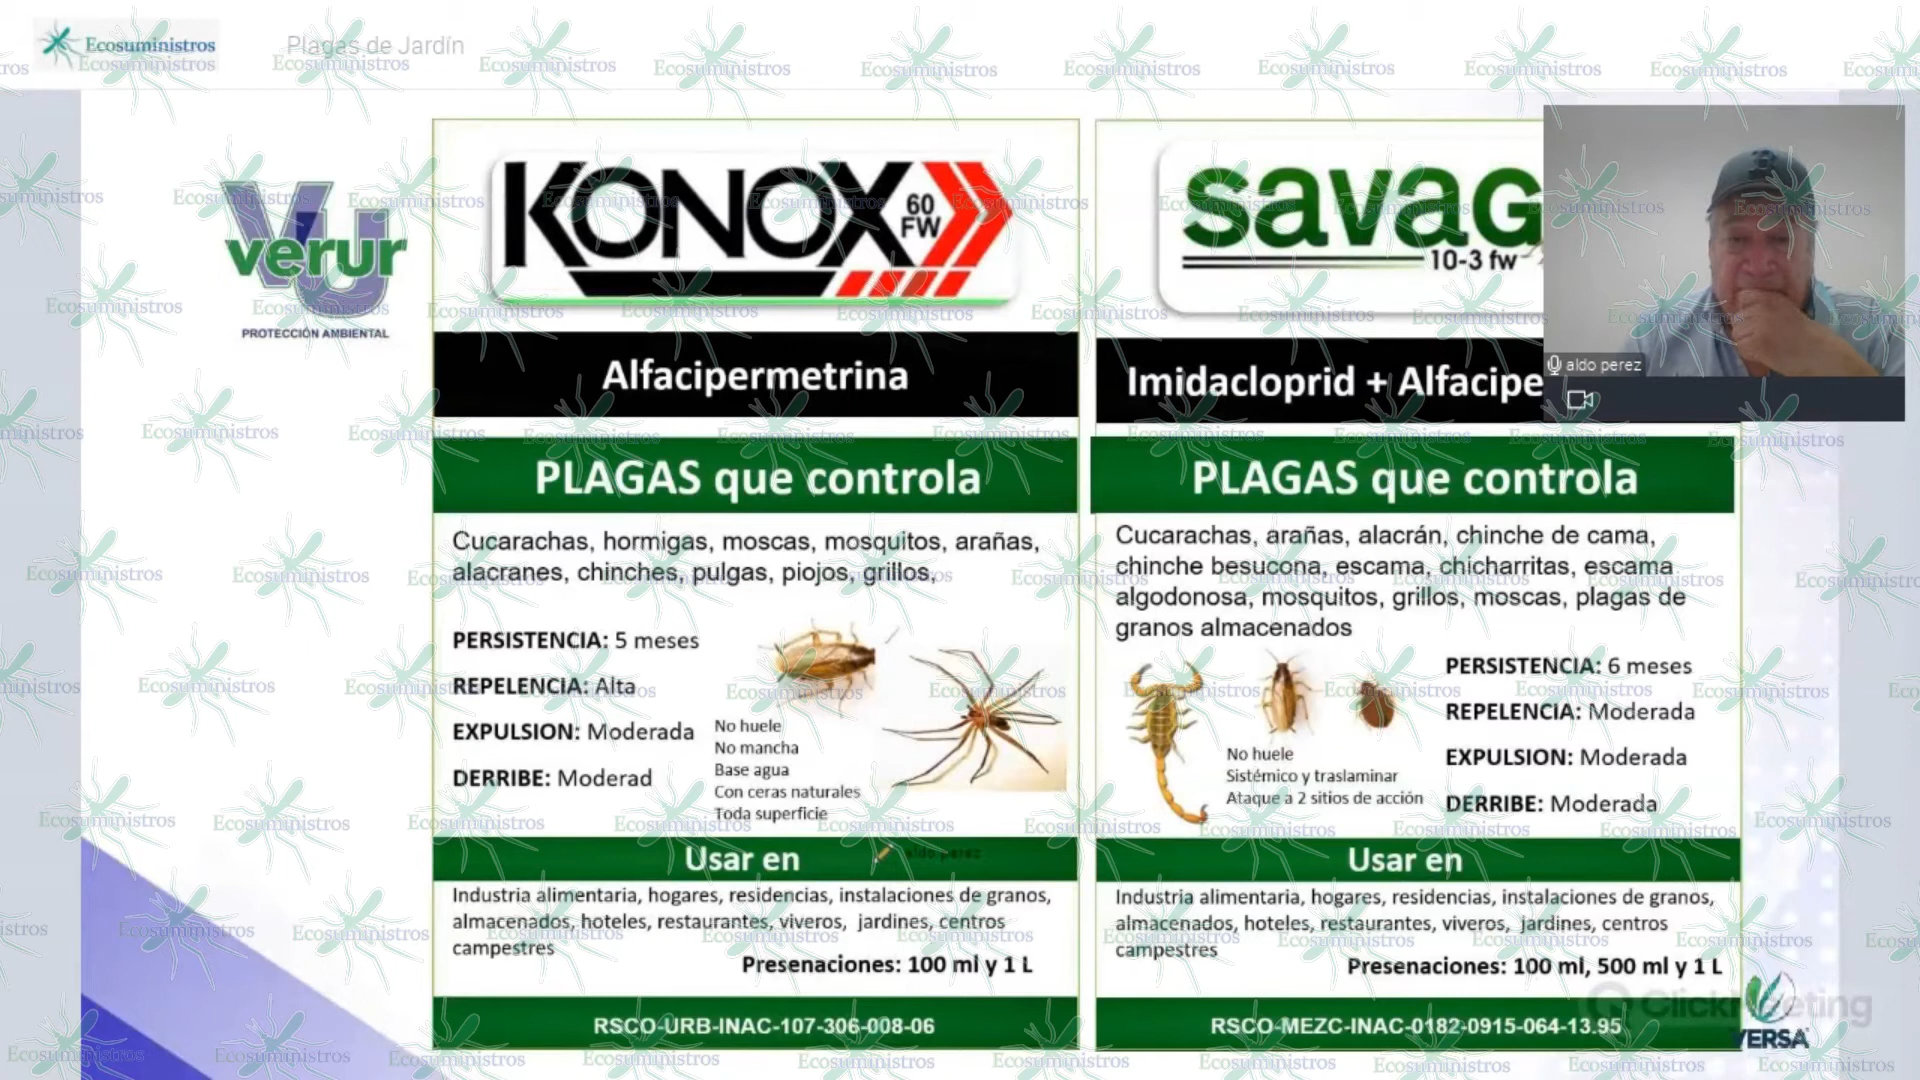 Ecosuministros
Plagas de Jardín
verur
PROTECCIÓN AMBIENTAL
KONOX
60
FW
Alfacipermetrina
PLAGAS que controla
Cucarachas, hormigas, moscas, mosquitos, arañas,
alacranes, chinches, pulgas, piojos, grillos,
PERSISTENCIA: 5 meses
REPELENCIA: Alta
EXPULSION: Moderada
DERRIBE: Moderad
No huele
No mancha
Base agua
Con ceras naturales
Toda superficie
Usar en
aldo perez
Industria alimentaria, hogares, residencias, instalaciones de granos,
almacenados, hoteles, restaurantes, viveros, jardines, centros
campestres
Presenaciones: 100 ml y 1 L
RSCO-URB-INAC-107-306-008-06
savag
10-3 fw
Imidacloprid + Alfacipe
PLAGAS que controla
Cucarachas, arañas, alacrán, chinche de cama,
chinche besucona, escama, chicharritas, escama
algodonosa, mosquitos, grillos, moscas, plagas de
granos almacenados
PERSISTENCIA: 6 meses
REPELENCIA: Moderada
EXPULSION: Moderada
DERRIBE: Moderada
No huele
Sistémico y traslaminar
Ataque a 2 sitios de acción
Usar en
Industria alimentaria, hogares, residencias, instalaciones de granos,
almacenados, hoteles, restaurantes, viveros, jardines, centros
campestres
Presenaciones: 100 ml, 500 ml y 1 L
RSCO-MEZC-INAC-0182-0915-064-13.95
aldo perez
ClickMeeting
VERSA